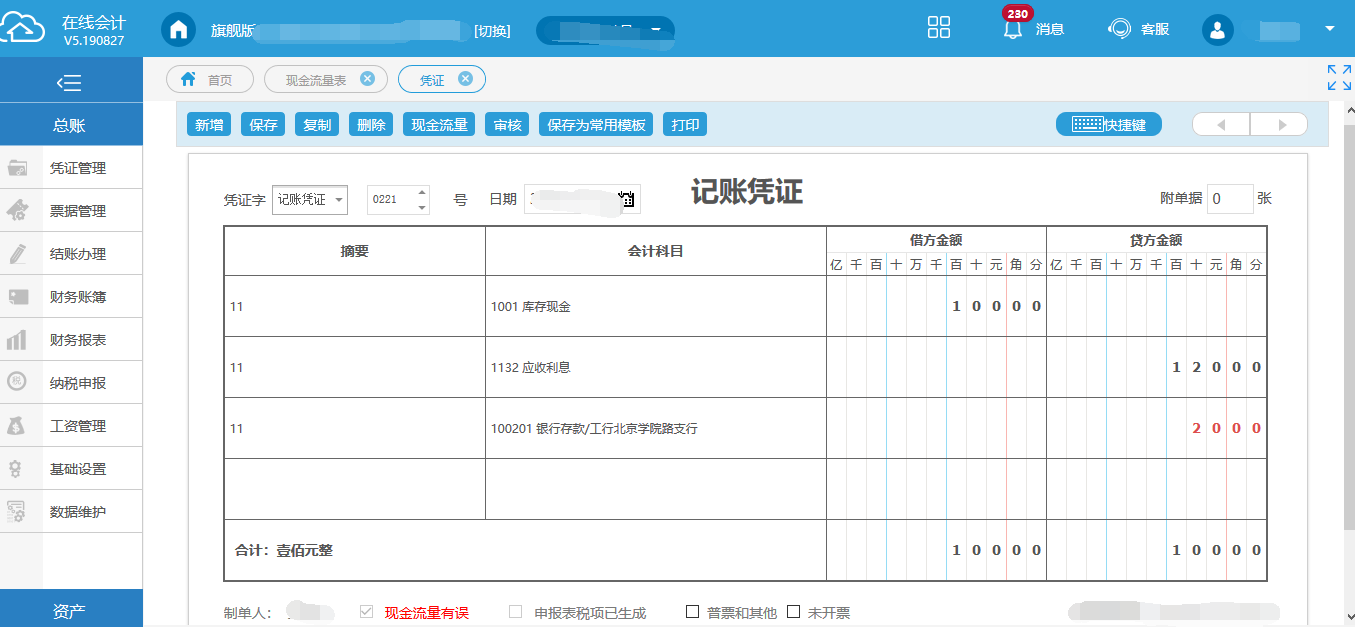 在线会计
V5.190827
旗舰版
[切换]
230
消息
客服
总账
凭证管理
票据管理
结账办理
财务账簿
财务报表
纳税申报
工资管理
基础设置
数据维护
资产
首页
现金流量表
凭证
新增 保存 复制 删除 现金流量 审核 保存为常用模板 打印
快捷键
凭证字 记账凭证 0221 号 日期
记账凭证
附单据 0 张
摘要 会计科目 借方金额 贷方金额
亿 千 百 十 万 千 百 十 元 角 分 亿 千 百 十 万 千 百 十 元 角 分
11 1001 库存现金 1 0 0 0 0
11 1132 应收利息 1 2 0 0 0
11 100201 银行存款/工行北京学院路支行 2 0 0 0
合计：壹佰元整 1 0 0 0 0 1 0 0 0 0
制单人： 现金流量有误 申报表税项已生成 普票和其他 未开票